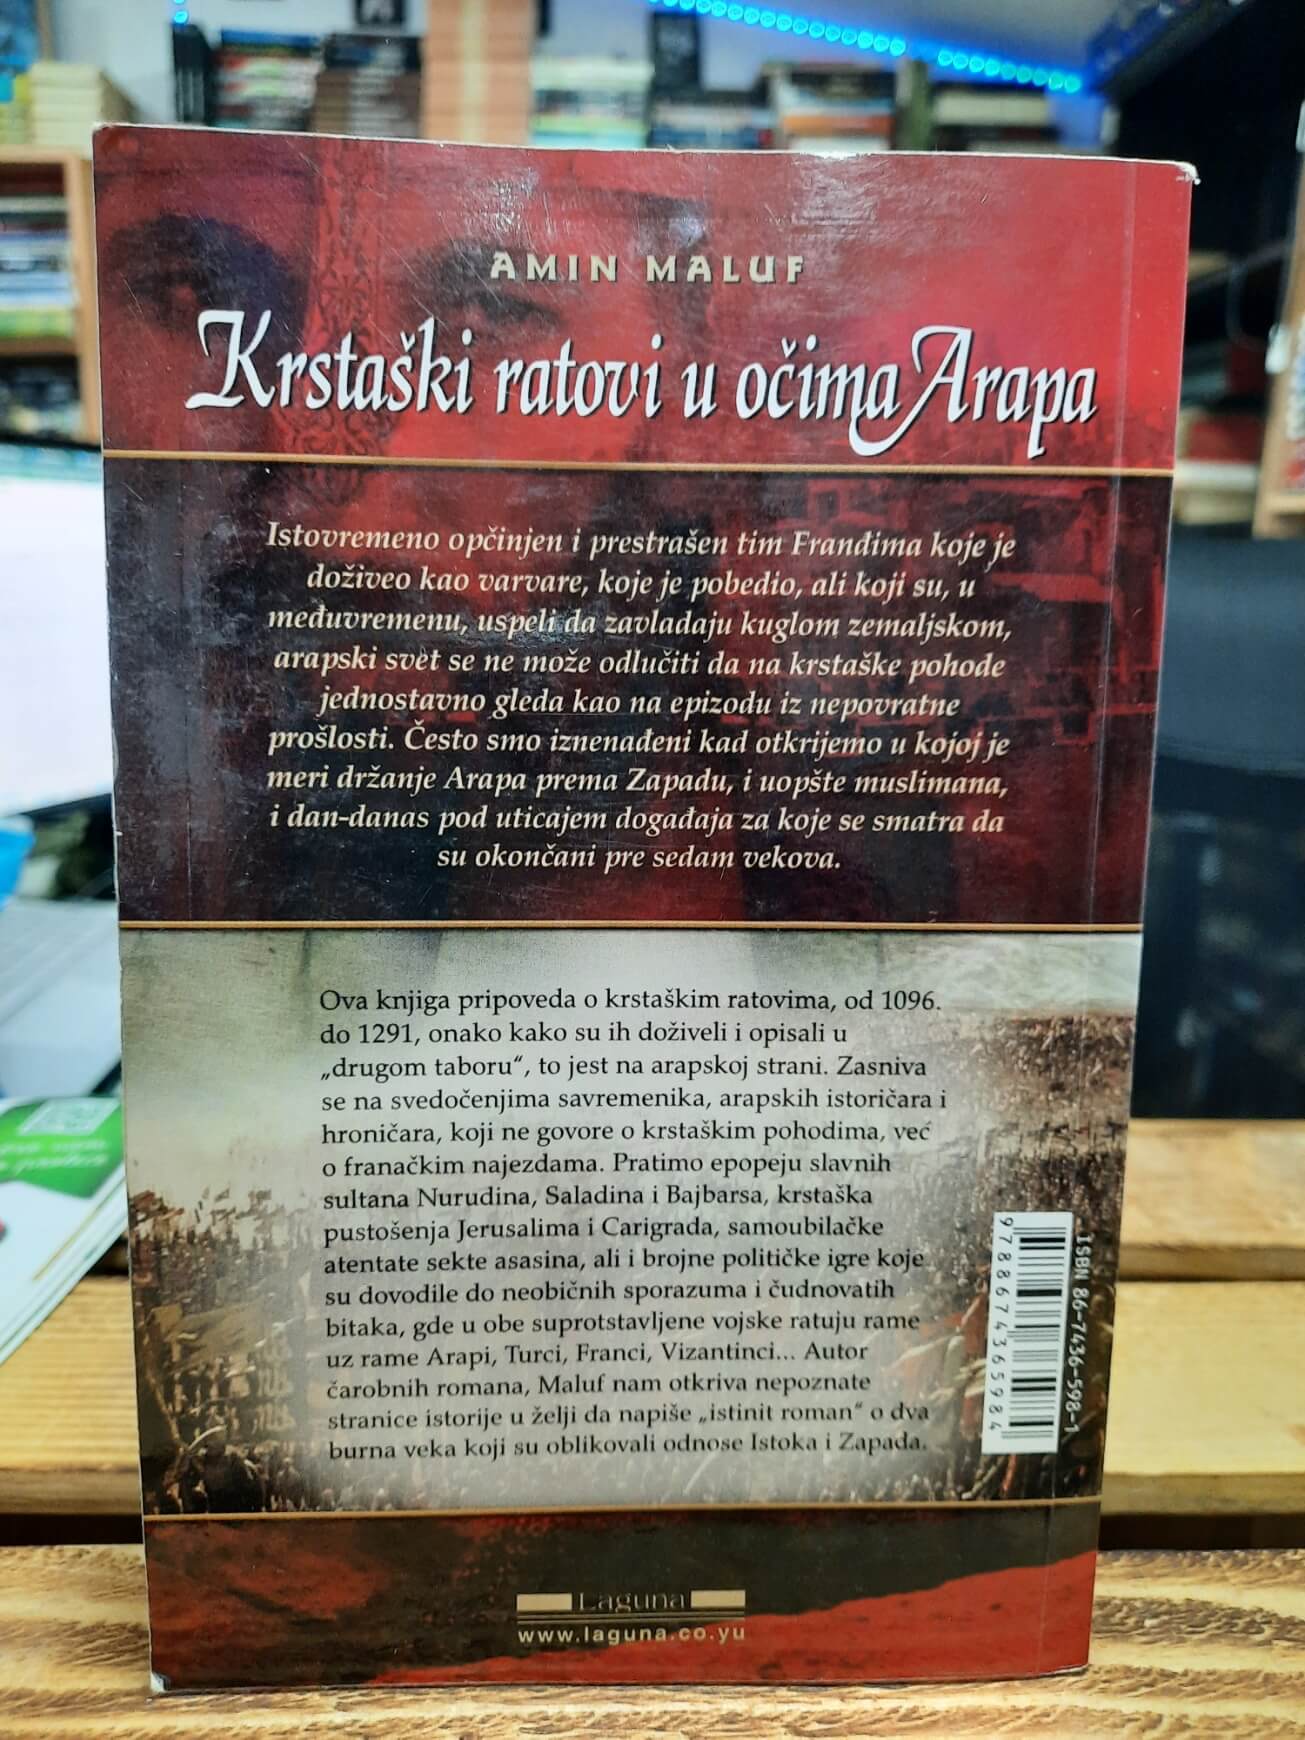 AMIN MALUF
Krstaški ratovi u očima Arapa
Istovremeno opčinjen i prestrašen tim Franđima koje je
doživeo kao varvare, koje je pobedio, ali koji su, u
međuvremenu, uspeli da zavladaju kuglom zemaljskom,
arapski svet se ne može odlučiti da na krstaške pohode
jednostavno gleda kao na epizodu iz nepovratne
prošlosti. Često smo iznenađeni kad otkrijemo u kojoj je
meri držanje Arapa prema Zapadu, i uopšte muslimana,
i dan-danas pod uticajem događaja za koje se smatra da
su okončani pre sedam vekova.
Ova knjiga pripoveda o krstaškim ratovima, od 1096.
do 1291, onako kako su ih doživeli i opisali u
„drugom taboru“, to jest na arapskoj strani. Zasniva
se na svedočenjima savremenika, arapskih istoričara i
hroničara, koji ne govore o krstaškim pohodima, već
o franačkim najezdama. Pratimo epopeju slavnih
sultana Nurudina, Saladina i Bajbarsa, krstaška
pustošenja Jerusalima i Carigrada, samoubilačke
atentate sekte asasina, ali i brojne političke igre koje
su dovodile do neobičnih sporazuma i čudnovatih
bitaka, gde u obe suprotstavljene vojske ratuju rame
uz rame Arapi, Turci, Franci, Vizantinci... Autor
čarobnih romana, Maluf nam otkriva nepoznate
stranice istorije u želji da napiše „istinit roman“ o dva
burna veka koji su oblikovali odnose Istoka i Zapada.
ISBN 86-7436-598-1
9788674365984
Laguna
www.laguna.co.yu